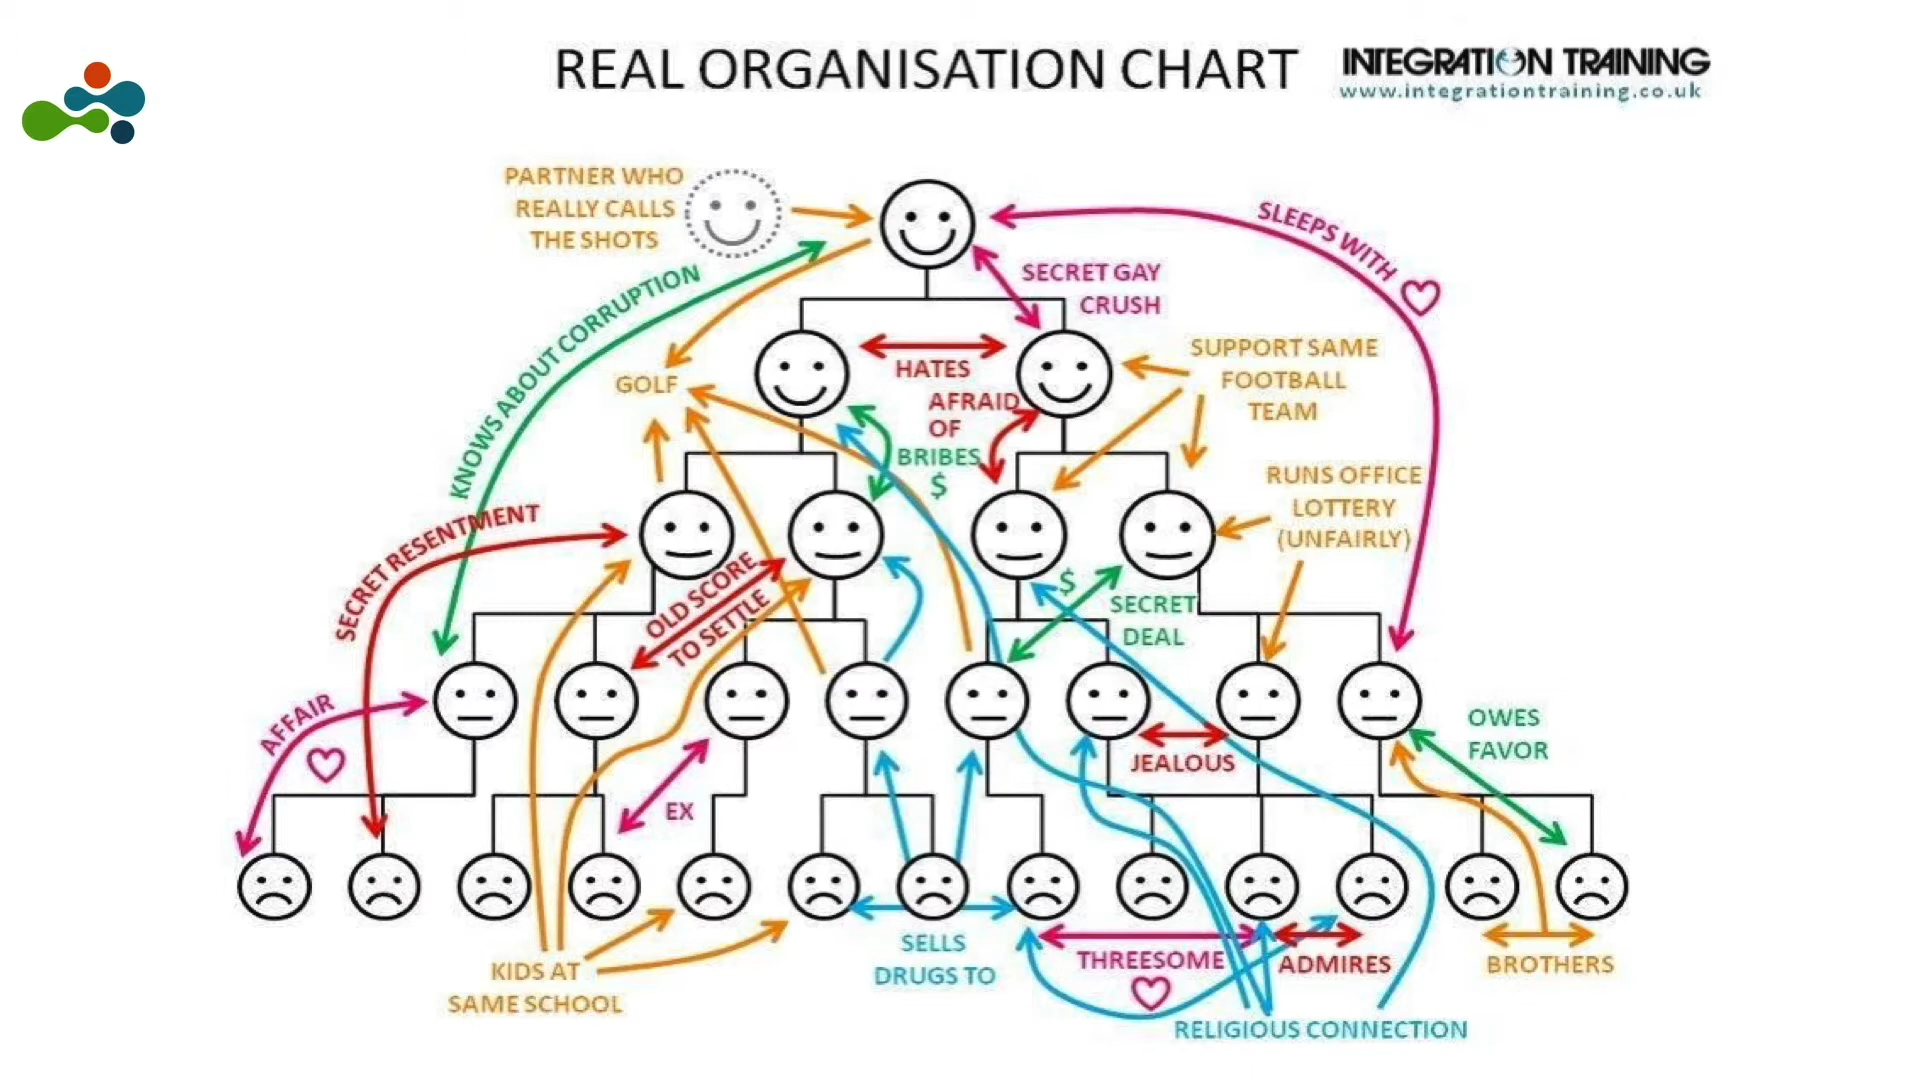 REAL ORGANISATION CHART
INTEGRATION TRAINING
www.integrationtraining.co.uk
PARTNER WHO
REALLY CALLS
THE SHOTS
SLEEPS WITH
SECRET GAY
CRUSH
KNOWS ABOUT CORRUPTION
HATES
GOLF
SUPPORT SAME
FOOTBALL
TEAM
AFRAID
OF
BRIBES
$
RUNS OFFICE
LOTTERY
(UNFAIRLY)
SECRET RESENTMENT
OLD SCORE
TO SETTLE
$
SECRET
DEAL
AFFAIR
OWES
FAVOR
JEALOUS
EX
KIDS AT
SAME SCHOOL
SELLS
DRUGS TO
THREESOME
ADMIRES
BROTHERS
RELIGIOUS CONNECTION